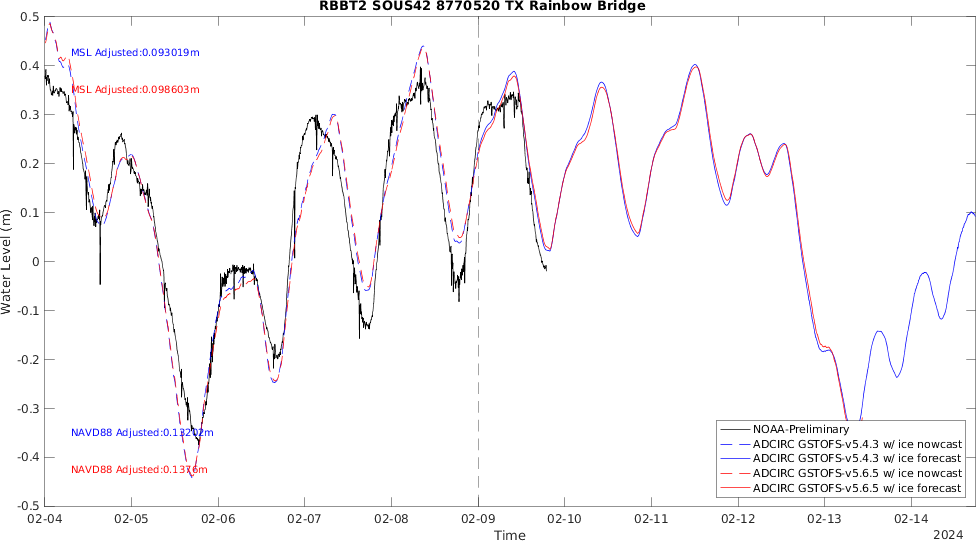 RBBT2 SOUS42 8770520 TX Rainbow Bridge
0.5
0.4
0.3
0.2
0.1
0
-0.1
-0.2
-0.3
-0.4
-0.5
Water Level (m)
MSL Adjusted:0.093019m
MSL Adjusted:0.098603m
NAVD88 Adjusted:0.13202m
NAVD88 Adjusted:0.1376m
NOAA-Preliminary
ADCIRC GSTOFS-v5.4.3 w/ ice nowcast
ADCIRC GSTOFS-v5.4.3 w/ ice forecast
ADCIRC GSTOFS-v5.6.5 w/ ice nowcast
ADCIRC GSTOFS-v5.6.5 w/ ice forecast
02-04 02-05 02-06 02-07 02-08 02-09 02-10 02-11 02-12 02-13 02-14
Time
2024